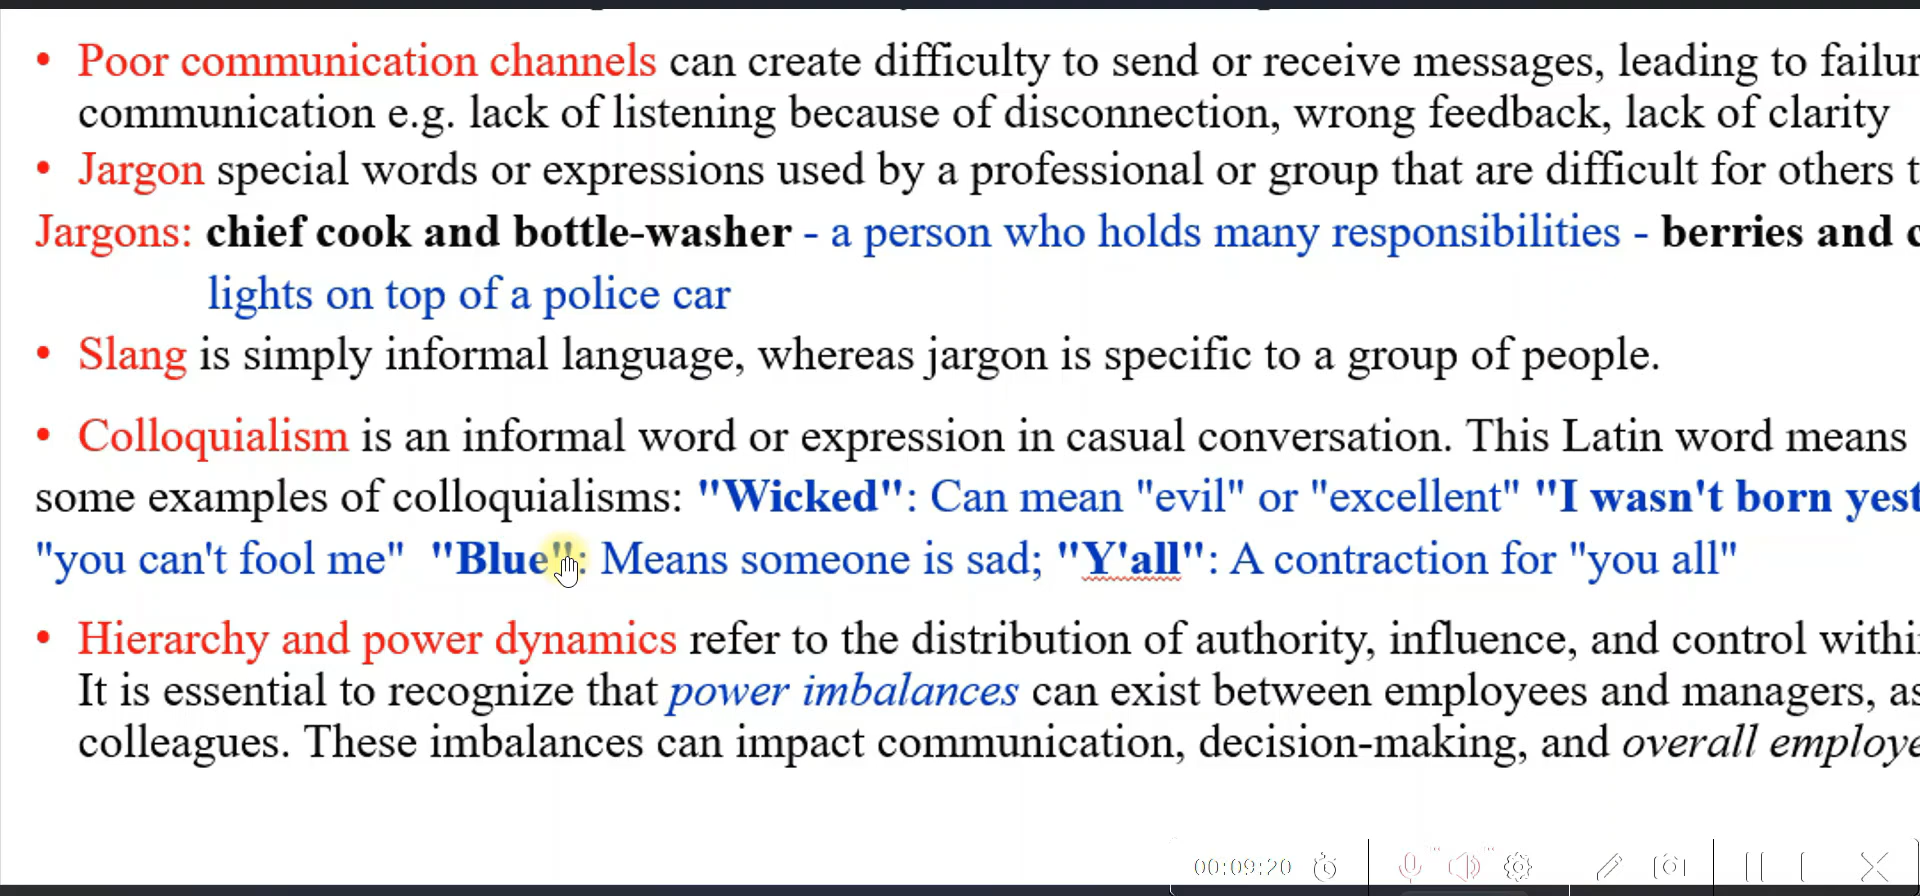 • Poor communication channels can create difficulty to send or receive messages, leading to
communication e.g. lack of listening because of disconnection, wrong feedback, lack of clarity
• Jargon special words or expressions used by a professional or group that are difficult for others
Jargons: chief cook and bottle-washer - a person who holds many responsibilities - berries and
lights on top of a police car
• Slang is simply informal language, whereas jargon is specific to a group of people.
• Colloquialism is an informal word or expression in casual conversation. This Latin word means
some examples of colloquialisms: "Wicked": Can mean "evil" or "excellent" "I wasn't born
"you can't fool me" "Blue": Means someone is sad; "Y'all": A contraction for "you all"
• Hierarchy and power dynamics refer to the distribution of authority, influence, and control
It is essential to recognize that power imbalances can exist between employees and managers,
colleagues. These imbalances can impact communication, decision-making, and overall
00:09:20